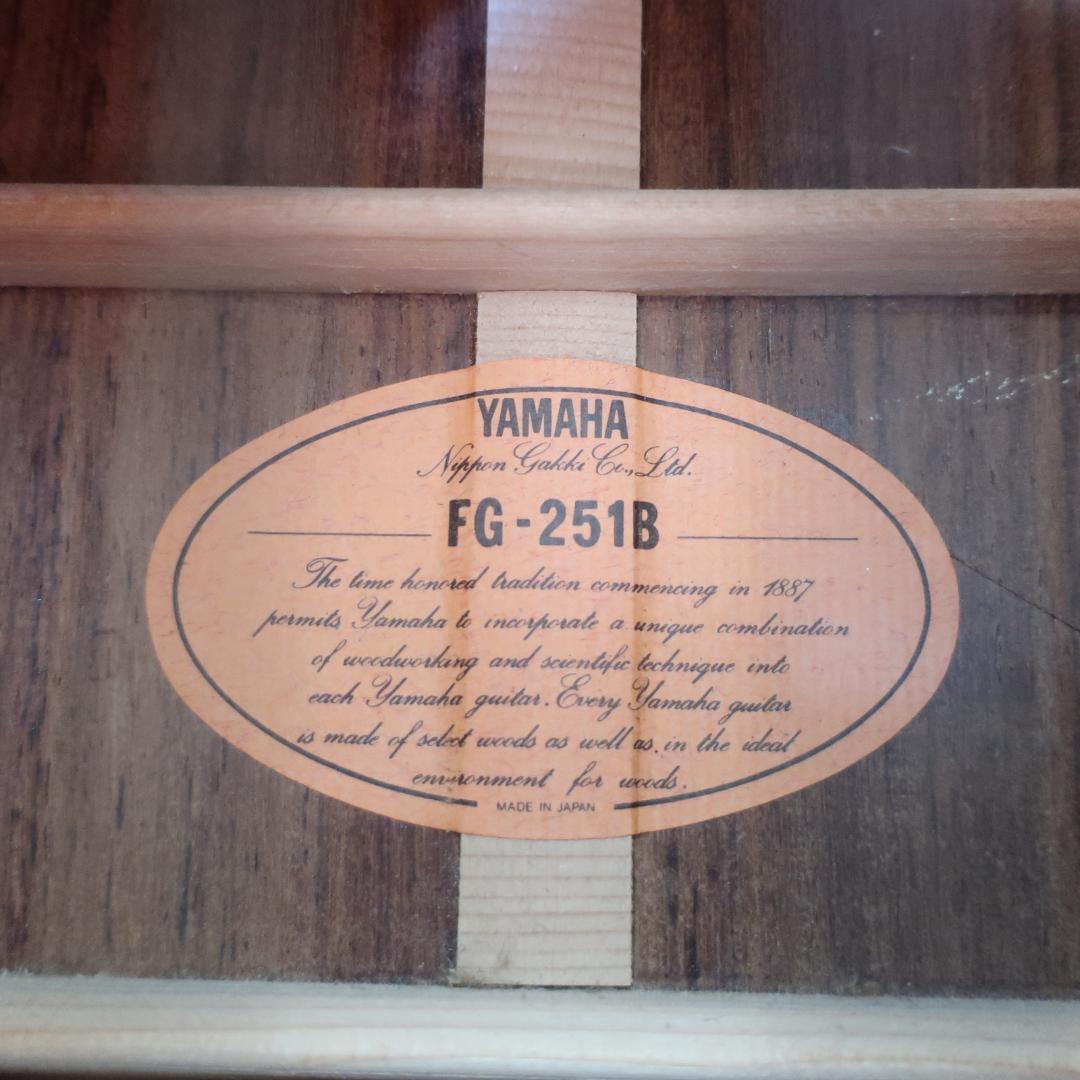 YAMAHA
Nippon Gakki Co., Ltd.
FG-251B
The time honored tradition commencing in 1887
permits Yamaha to incorporate a unique combination
of woodworking and scientific technique into
each Yamaha guitar. Every Yamaha guitar
is made of select woods as well as, in the ideal
environment for woods.
MADE IN JAPAN